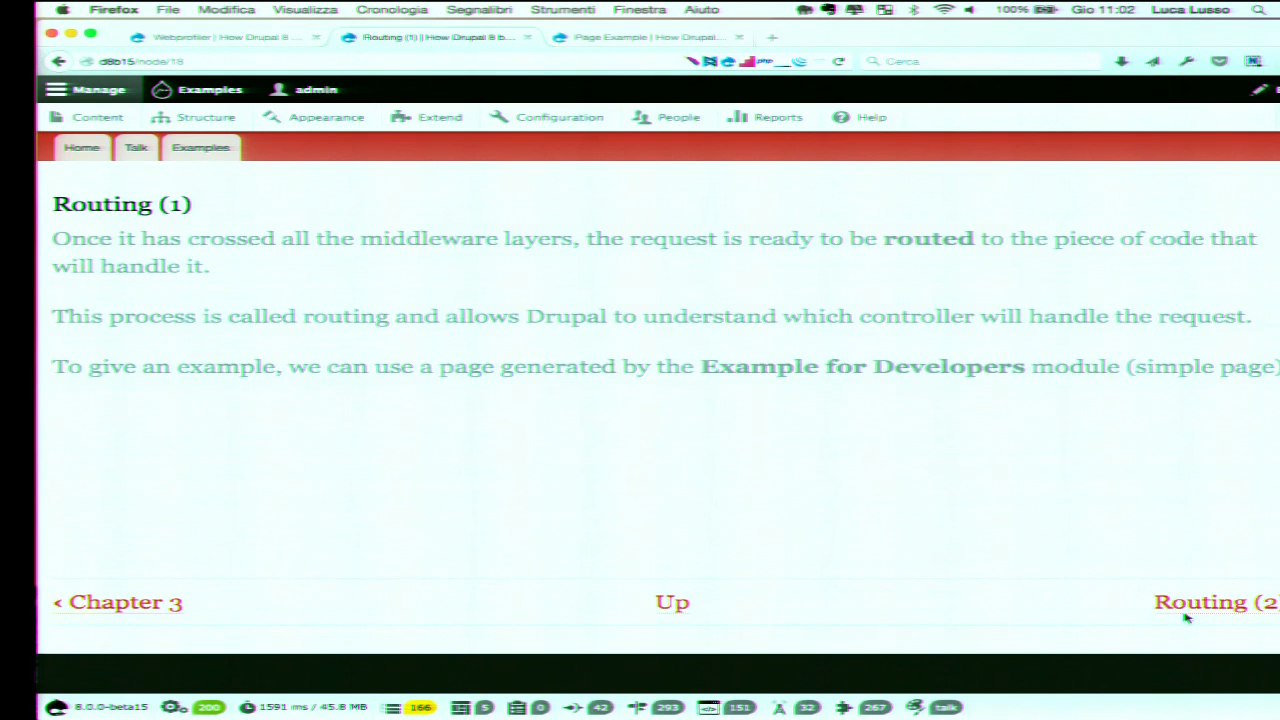 Firefox File Modifica Visualizza Cronologia Segnalibri Strumenti Finestra Aiuto 100% Gio 11:02 Luca Lusso
Webprofiler | How Drupal 8 ... Routing (1) | How Drupal 8 b... Page Example | How Drupal...
d8b15/node/18 Cerca
Manage Examples admin
Content Structure Appearance Extend Configuration People Reports Help
Home Talk Examples
Routing (1)
Once it has crossed all the middleware layers, the request is ready to be routed to the piece of code that
will handle it.
This process is called routing and allows Drupal to understand which controller will handle the request.
To give an example, we can use a page generated by the Example for Developers module (simple page)
‹ Chapter 3 Up Routing (2)
8.0.0-beta15 200 1591 ms / 45.8 MB 166 5 0 42 293 151 32 267 talk